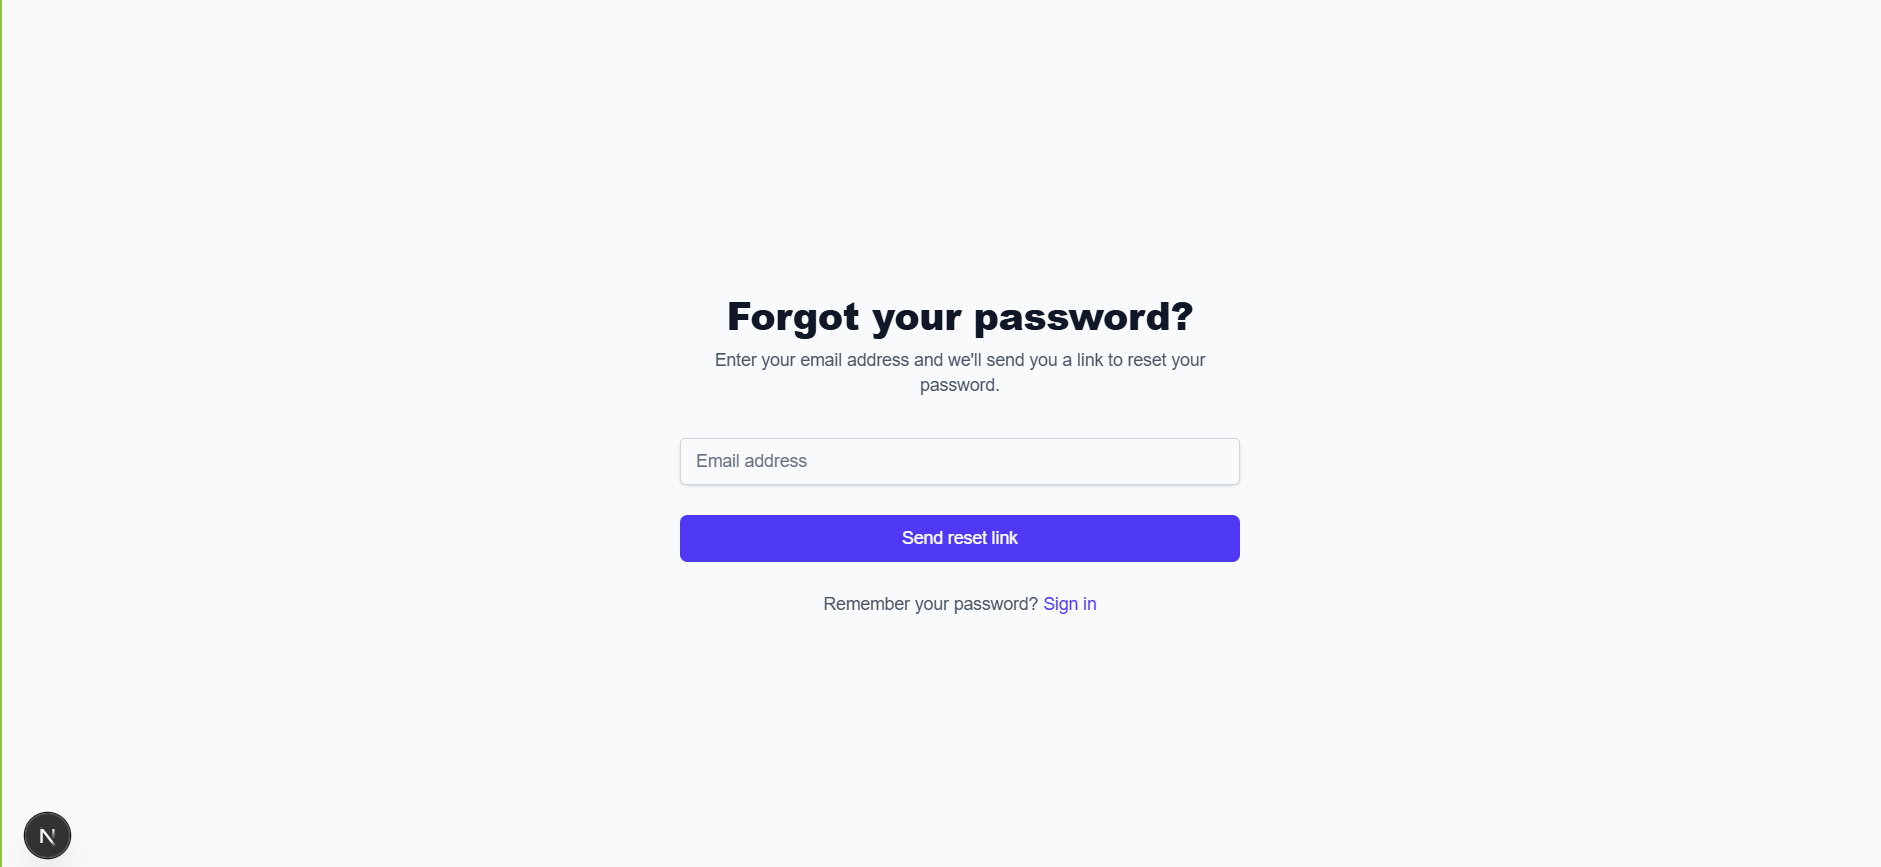 Forgot your password?
Enter your email address and we'll send you a link to reset your
password.
Email address
Send reset link
Remember your password? Sign in
N